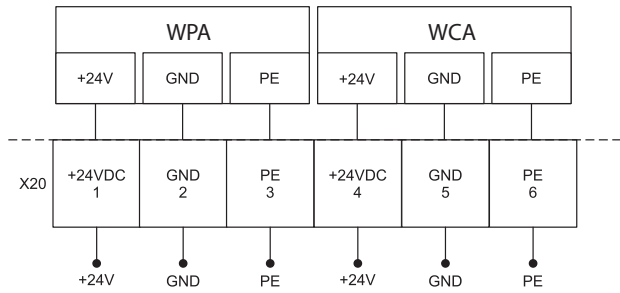 WPA WCA
+24V GND PE +24V GND PE
X20 +24VDC GND PE +24VDC GND PE
1 2 3 4 5 6
+24V GND PE +24V GND PE